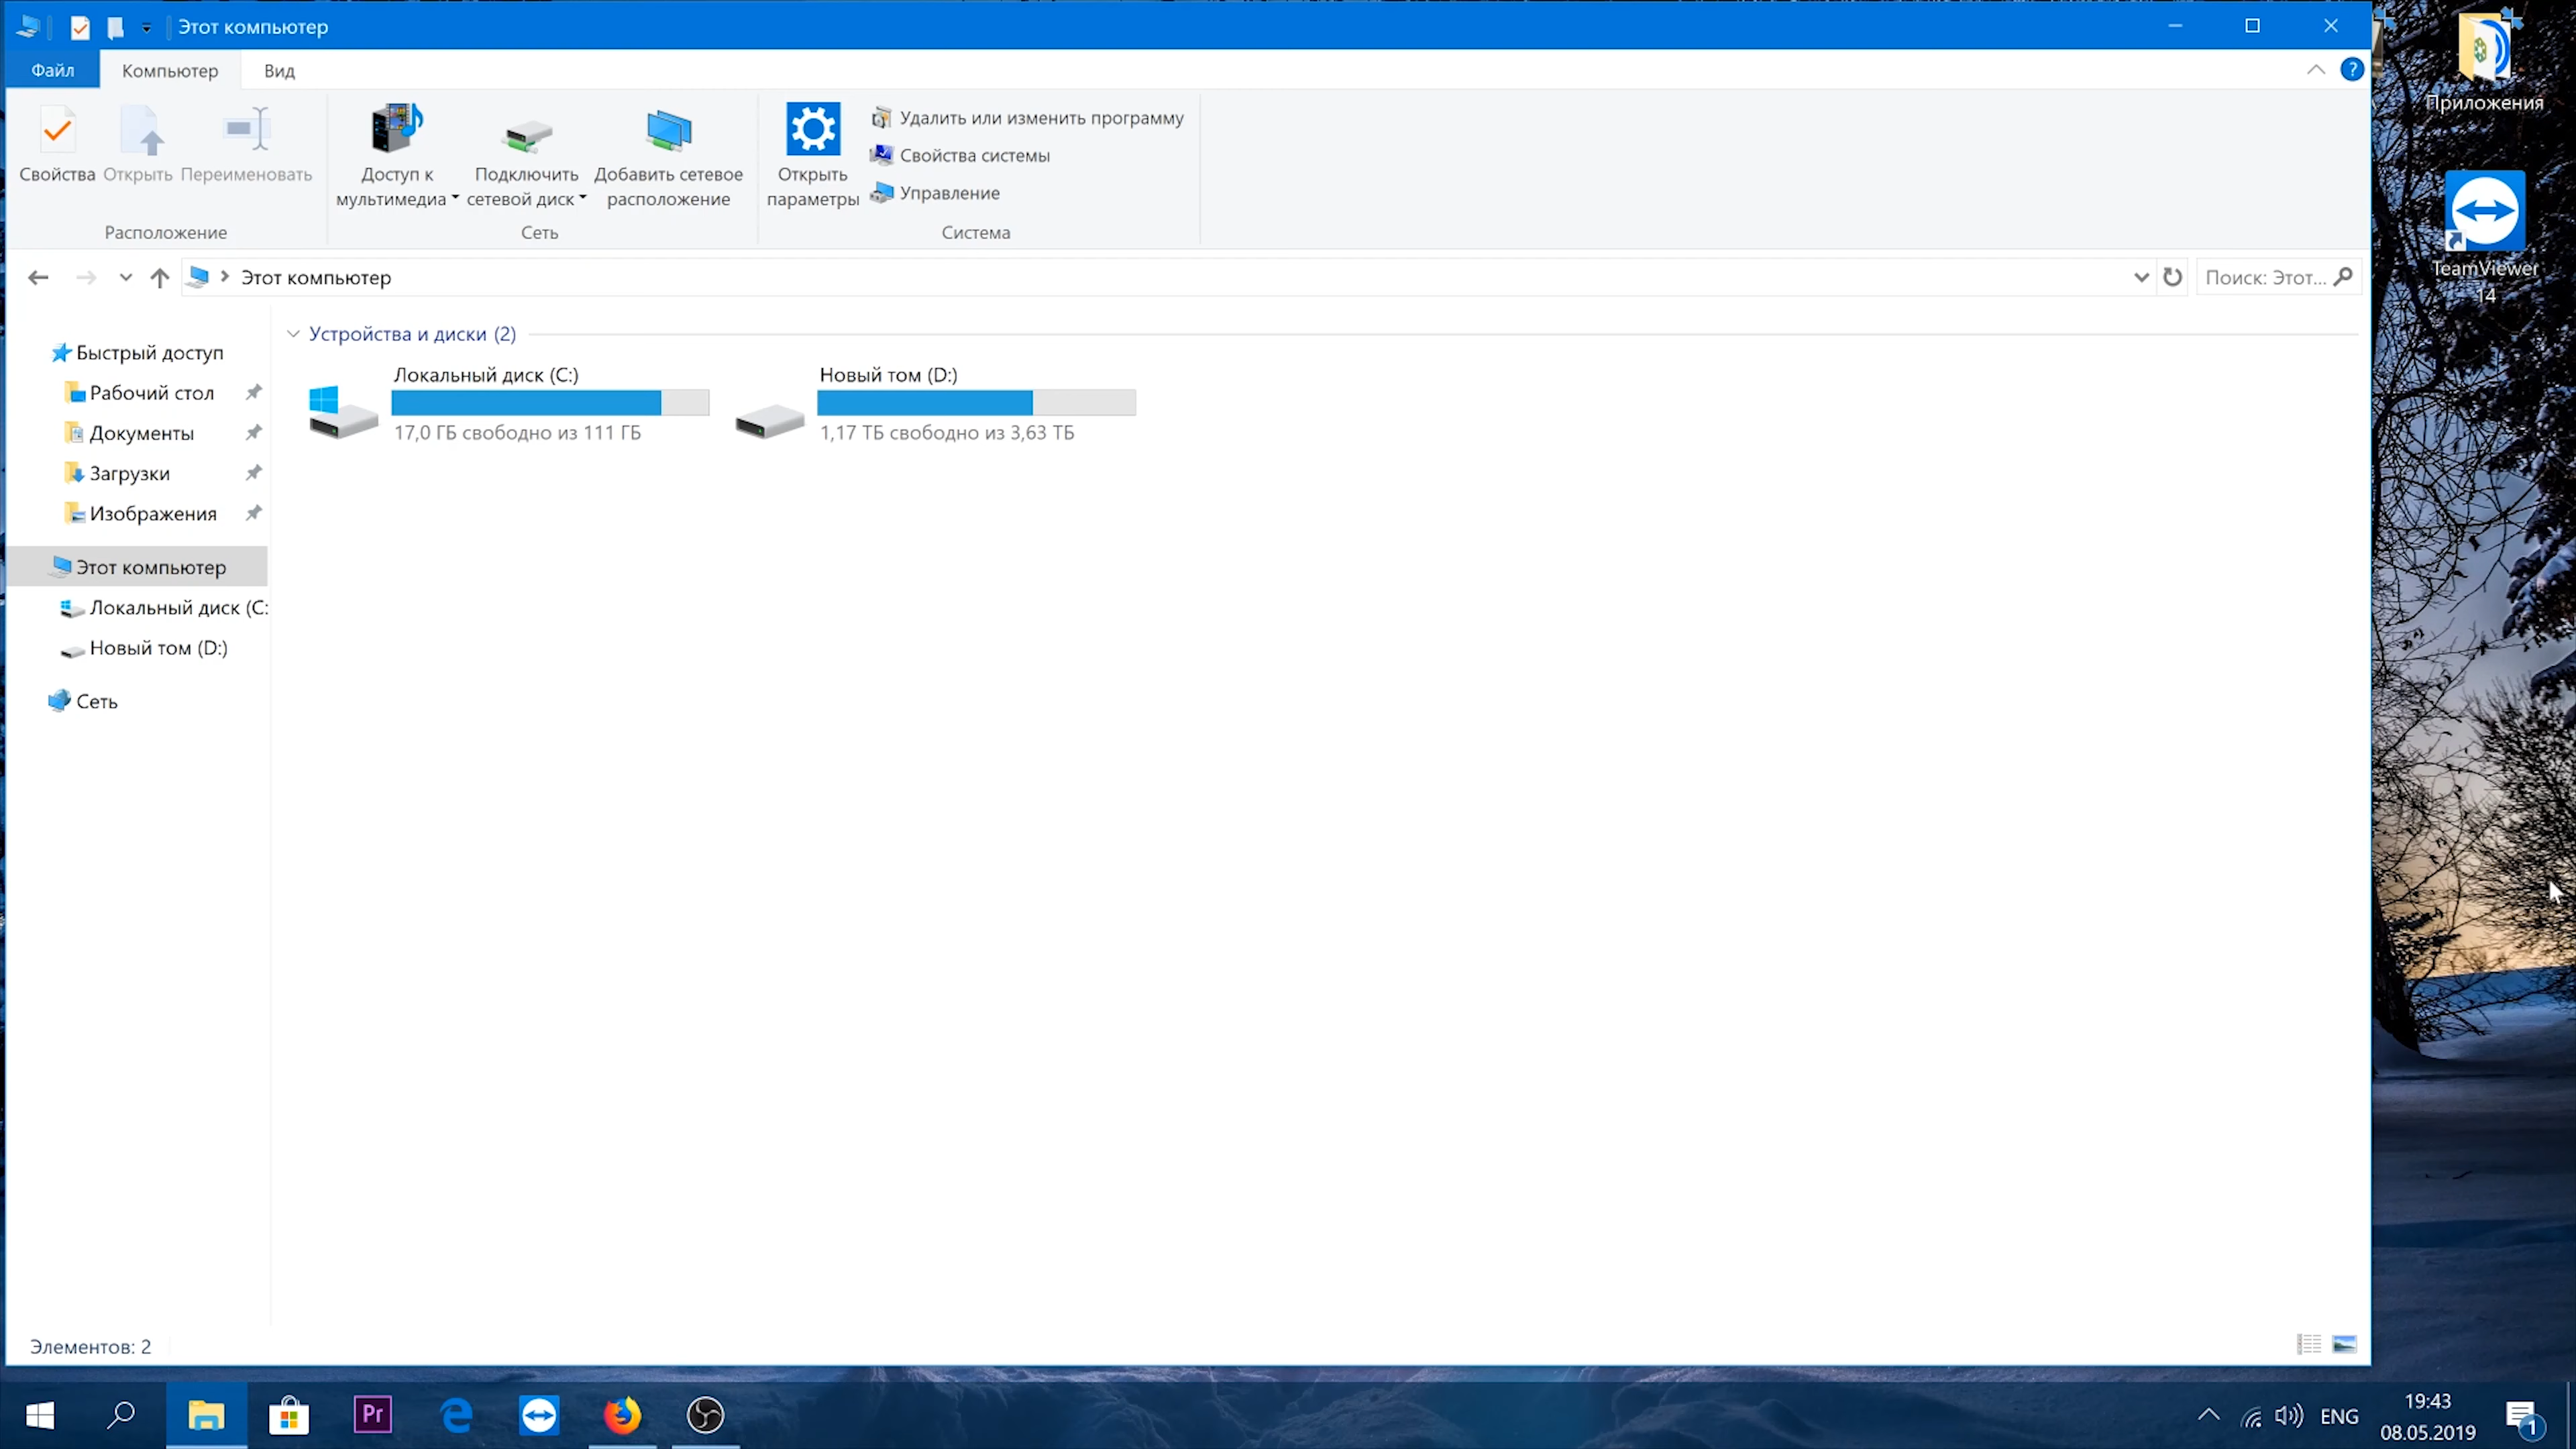 Этот компьютер
Файл Компьютер Вид
Свойства Открыть Переименовать
Расположение
Доступ к
мультимедиа
Подключить
сетевой диск
Добавить сетевое
расположение
Сеть
Открыть
параметры
Удалить или изменить программу
Свойства системы
Управление
Система
Этот компьютер
Поиск: Этот...
Быстрый доступ
Рабочий стол
Документы
Загрузки
Изображения
Этот компьютер
Локальный диск (C:
Новый том (D:)
Сеть
Устройства и диски (2)
Локальный диск (C:)
17,0 ГБ свободно из 111 ГБ
Новый том (D:)
1,17 ТБ свободно из 3,63 ТБ
Элементов: 2
Приложения
TeamViewer
14
Pr
ENG
19:43
08.05.2019
1